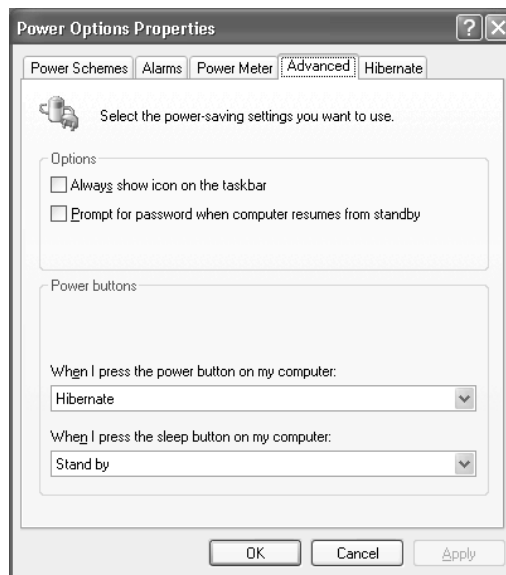 Power Options Properties
Power Schemes Alarms Power Meter Advanced Hibernate
Select the power-saving settings you want to use.
Options
Always show icon on the taskbar
Prompt for password when computer resumes from standby
Power buttons
When I press the power button on my computer:
Hibernate
When I press the sleep button on my computer:
Stand by
OK Cancel Apply